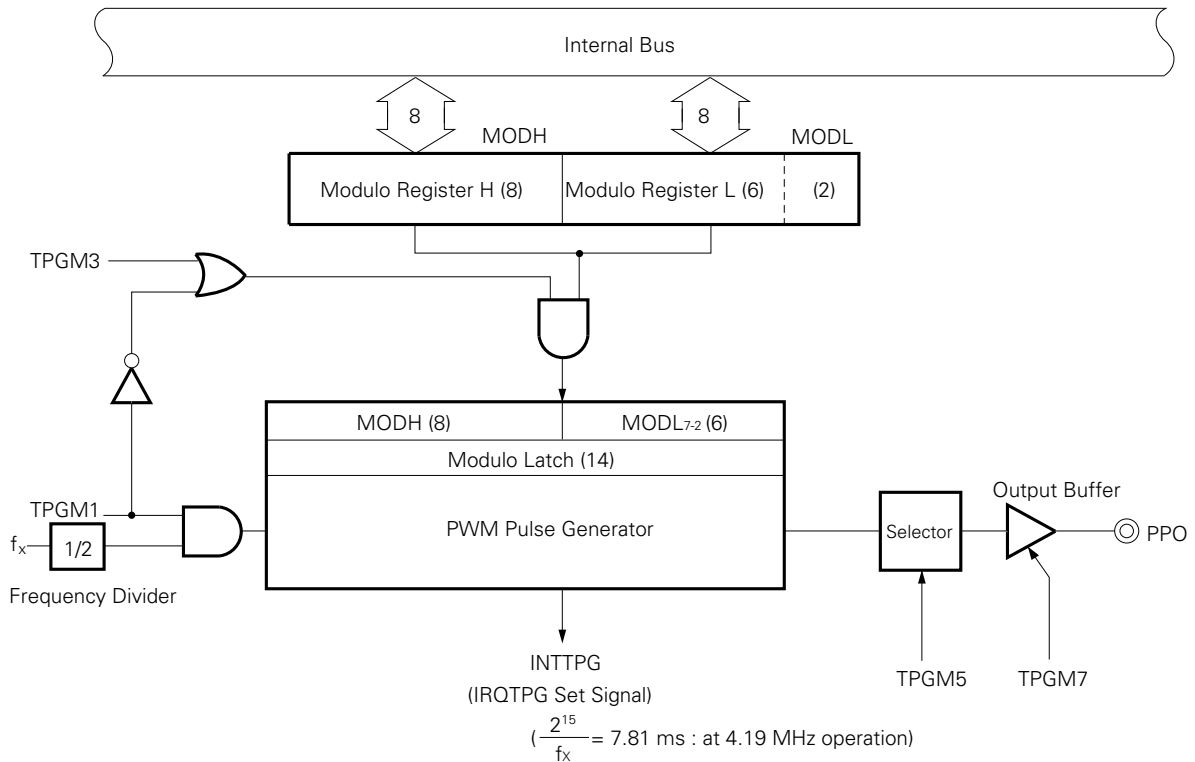 Internal Bus
8
8
MODH
MODL
Modulo Register H (8)
Modulo Register L (6)
(2)
TPGM3
MODH (8)
MODL7-2 (6)
Modulo Latch (14)
TPGM1
PWM Pulse Generator
fX
1/2
Frequency Divider
Selector
Output Buffer
PPO
INTTPG
(IRQTPG Set Signal)
TPGM5
TPGM7
(2^15/fX = 7.81 ms : at 4.19 MHz operation)